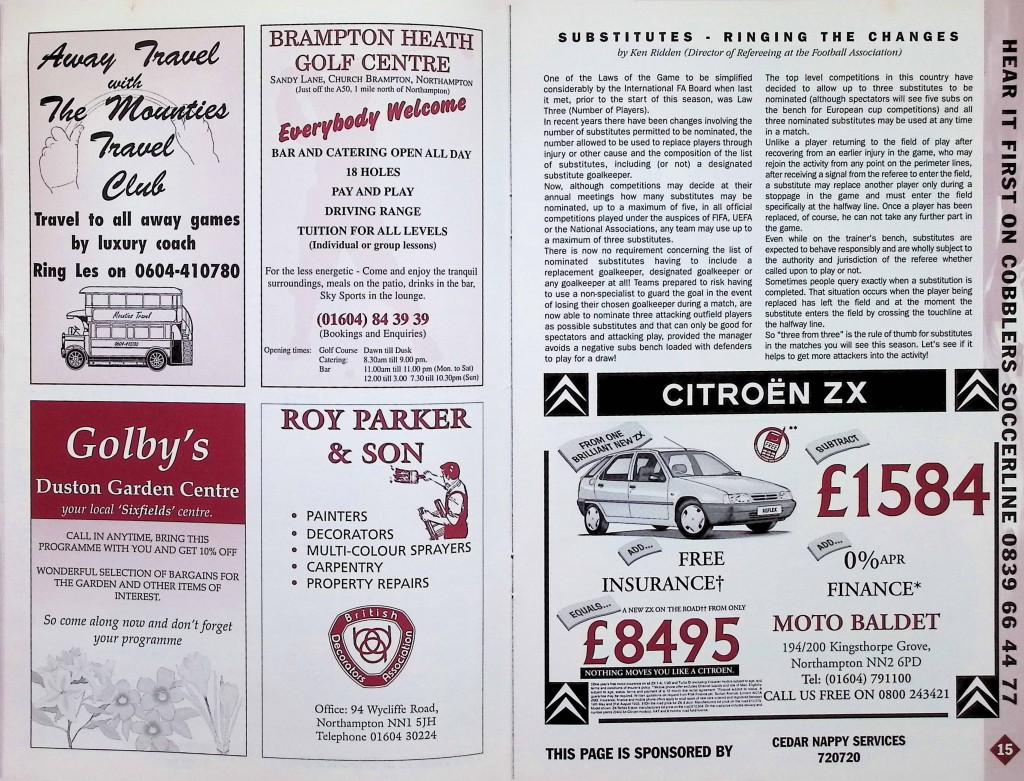 Away Travel
with
The Mounties
Travel
Club
Travel to all away games
by luxury coach
Ring Les on 0604-410780
Mounties Travel
0604-410780
BRAMPTON HEATH
GOLF CENTRE
SANDY LANE, CHURCH BRAMPTON, NORTHAMPTON
(Just off the A50, 1 mile north of Northampton)
Everybody Welcome
BAR AND CATERING OPEN ALL DAY
18 HOLES
PAY AND PLAY
DRIVING RANGE
TUITION FOR ALL LEVELS
(Individual or group lessons)
For the less energetic - Come and enjoy the tranquil
surroundings, meals on the patio, drinks in the bar,
Sky Sports in the lounge.
(01604) 84 39 39
(Bookings and Enquiries)
Opening times: Golf Course Dawn till Dusk
Catering: 8.30am till 9.00 pm.
Bar 11.00am till 11.00 pm (Mon. to Sat)
12.00 till 3.00 7.30 till 10.30pm (Sun)
Golby's
Duston Garden Centre
your local 'Sixfields' centre.
CALL IN ANYTIME, BRING THIS
PROGRAMME WITH YOU AND GET 10% OFF
WONDERFUL SELECTION OF BARGAINS FOR
THE GARDEN AND OTHER ITEMS OF
INTEREST.
So come along now and don't forget
your programme
ROY PARKER
& SON
• PAINTERS
• DECORATORS
• MULTI-COLOUR SPRAYERS
• CARPENTRY
• PROPERTY REPAIRS
British
Decorators Association
Office: 94 Wycliffe Road,
Northampton NN1 5JH
Telephone 01604 30224
SUBSTITUTES - RINGING THE CHANGES
by Ken Ridden (Director of Refereeing at the Football Association)
One of the Laws of the Game to be simplified
considerably by the International FA Board when last
it met, prior to the start of this season, was Law
Three (Number of Players).
In recent years there have been changes involving the
number of substitutes permitted to be nominated, the
number allowed to be used to replace players through
injury or other cause and the composition of the list
of substitutes, including (or not) a designated
substitute goalkeeper.
Now, although competitions may decide at their
annual meetings how many substitutes may be
nominated, up to a maximum of five, in all official
competitions played under the auspices of FIFA, UEFA
or the National Associations, any team may use up to
a maximum of three substitutes.
There is now no requirement concerning the list of
nominated substitutes having to include a
replacement goalkeeper, designated goalkeeper or
any goalkeeper at all! Teams prepared to risk having
to use a non-specialist to guard the goal in the event
of losing their chosen goalkeeper during a match, are
now able to nominate three attacking outfield players
as possible substitutes and that can only be good for
spectators and attacking play, provided the manager
avoids a negative subs bench loaded with defenders
to play for a draw!
The top level competitions in this country have
decided to allow up to three substitutes to be
nominated (although spectators will see five subs on
the bench for European cup competitions) and all
three nominated substitutes may be used at any time
in a match.
Unlike a player returning to the field of play after
recovering from an earlier injury in the game, who may
rejoin the activity from any point on the perimeter lines,
after receiving a signal from the referee to enter the field,
a substitute may replace another player only during a
stoppage in the game and must enter the field
specifically at the halfway line. Once a player has been
replaced, of course, he can not take any further part in
the game.
Even while on the trainer's bench, substitutes are
expected to behave responsibly and are wholly subject to
the authority and jurisdiction of the referee whether
called upon to play or not.
Sometimes people query exactly when a substitution is
completed. That situation occurs when the player being
replaced has left the field and at the moment the
substitute enters the field by crossing the touchline at
the halfway line.
So "three from three" is the rule of thumb for substitutes
in the matches you will see this season. Let's see if it
helps to get more attackers into the activity!
CITROËN ZX
FROM ONE
BRILLIANT NEW ZX
REFLEX
FREE
**
SUBTRACT
£1584
ADD...
FREE
INSURANCE†
ADD...
0% APR
FINANCE*
EQUALS...
A NEW ZX ON THE ROAD†† FROM ONLY
£8495
NOTHING MOVES YOU LIKE A CITROEN.
MOTO BALDET
194/200 Kingsthorpe Grove,
Northampton NN2 6PD
Tel: (01604) 791100
CALL US FREE ON 0800 243421
THIS PAGE IS SPONSORED BY
CEDAR NAPPY SERVICES
720720
HEAR IT FIRST ON COBBLERS SOCCERLINE 0839 66 44 77
15